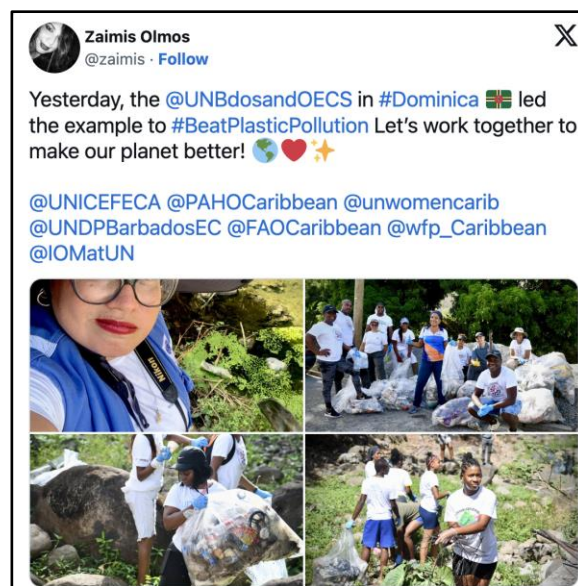 Zaimis Olmos
@zaimis · Follow
Yesterday, the @UNBdosandOECS in #Dominica 🇩🇲 led
the example to #BeatPlasticPollution Let’s work together to
make our planet better! 🌎❤️✨
@UNICEFECA @PAHOCaribbean @unwomencarib
@UNDPBarbadosEC @FAOCaribbean @wfp_Caribbean
@IOMatUN
Nikon